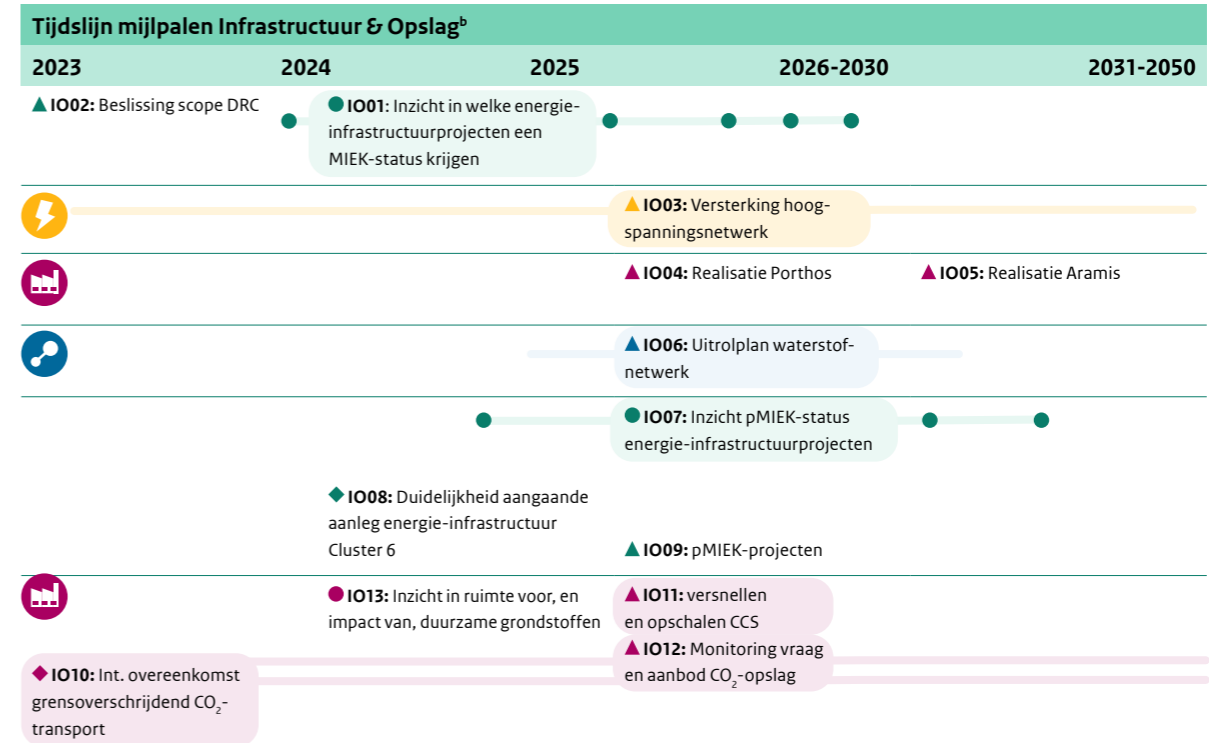 Tijdslijn mijlpalen Infrastructuur & Opslagᵇ
2023 2024 2025 2026-2030 2031-2050
IO02: Beslissing scope DRC
IO01: Inzicht in welke energie-
infrastructuurprojecten een
MIEK-status krijgen
IO03: Versterking hoog-
spanningsnetwerk
IO04: Realisatie Porthos
IO05: Realisatie Aramis
IO06: Uitrolplan waterstof-
netwerk
IO07: Inzicht pMIEK-status
energie-infrastructuurprojecten
IO08: Duidelijkheid aangaande
aanleg energie-infrastructuur
Cluster 6
IO09: pMIEK-projecten
IO13: Inzicht in ruimte voor, en
impact van, duurzame grondstoffen
IO11: versnellen
en opschalen CCS
IO12: Monitoring vraag
en aanbod CO₂-opslag
IO10: Int. overeenkomst
grensoverschrijdend CO₂-
transport